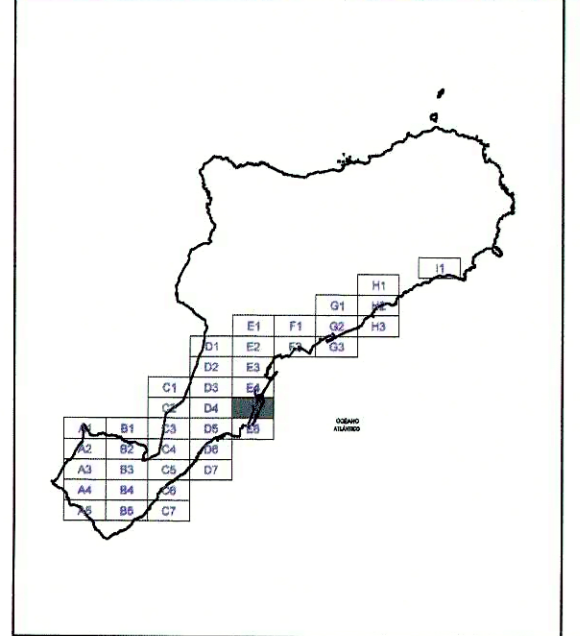 I1
H1
G1 H2
E1 F1 G2 H3
D1 E2 F2 G3
D2 E3
C1 D3 E4
C2 D4
OCÉANO
ATLÁNTICO
A1 B1 C3 D5 E6
A2 B2 C4 D6
A3 B3 C5 D7
A4 B4 C6
A5 B5 C7